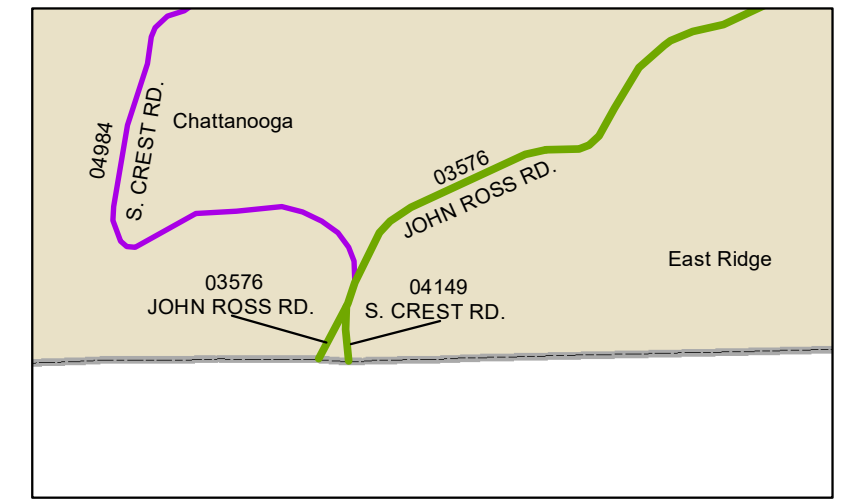 04984
S. CREST RD.
Chattanooga
03576
JOHN ROSS RD.
East Ridge
03576
JOHN ROSS RD.
04149
S. CREST RD.